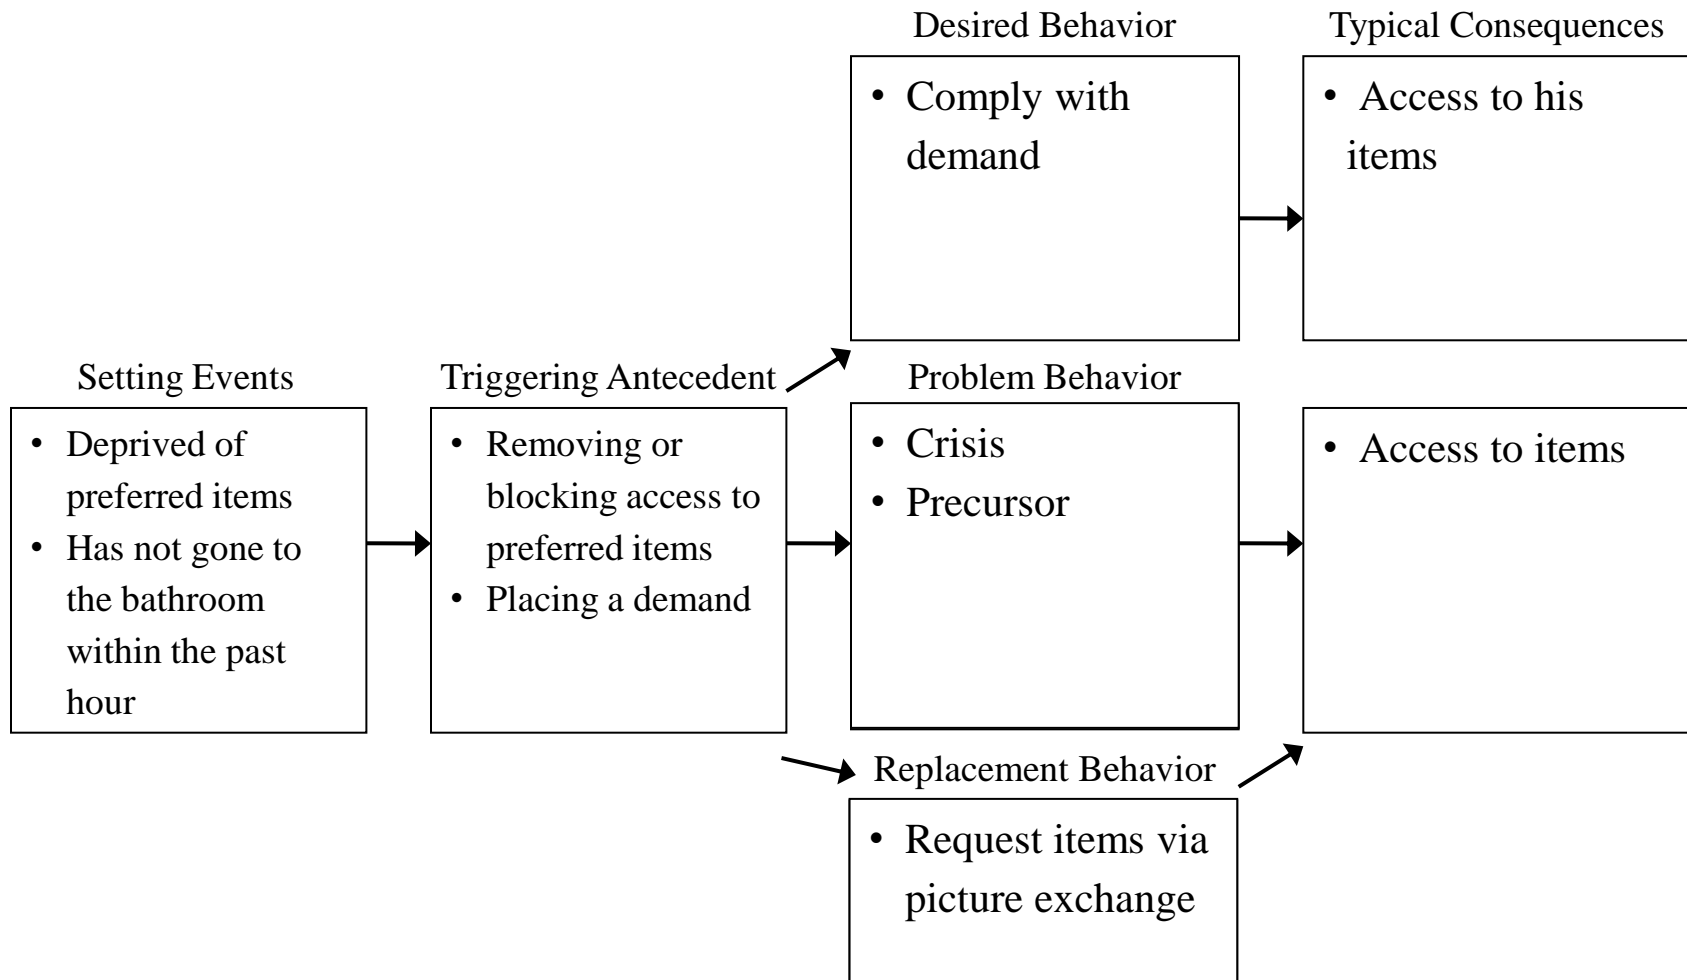 Desired Behavior
Typical Consequences
• Comply with
demand
• Access to his
items
Setting Events
Triggering Antecedent
Problem Behavior
• Deprived of
preferred items
• Has not gone to
the bathroom
within the past
hour
• Removing or
blocking access to
preferred items
• Placing a demand
• Crisis
• Precursor
• Access to items
Replacement Behavior
• Request items via
picture exchange